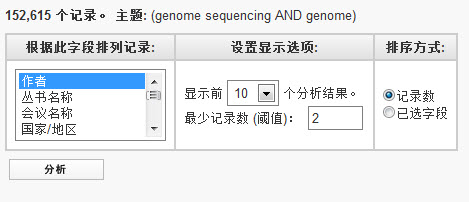 152,615 个记录。 主题: (genome sequencing AND genome)
根据此字段排列记录: 设置显示选项: 排序方式:
作者
丛书名称
会议名称
国家/地区
显示前 10 个分析结果。
最少记录数 (阈值): 2
记录数
已选字段
分析